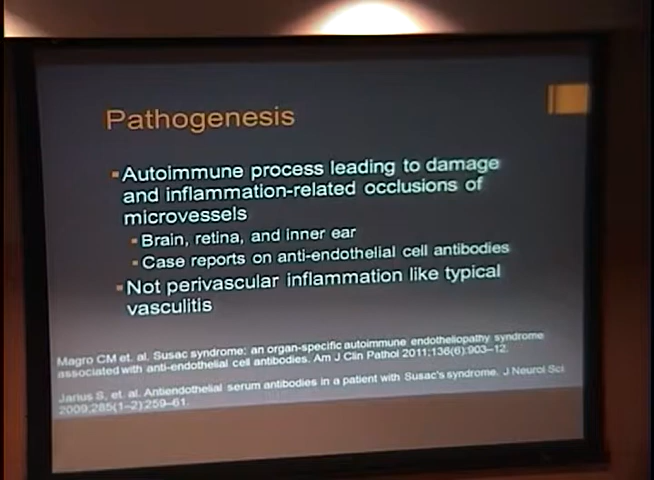 Pathogenesis
Autoimmune process leading to damage
and inflammation-related occlusions of
microvessels
Brain, retina, and inner ear
Case reports on anti-endothelial cell antibodies
Not perivascular inflammation like typical
vasculitis
Magro CM et. al. Susac syndrome: an organ-specific autoimmune endotheliopathy syndrome
associated with anti-endothelial cell antibodies. Am J Clin Pathol 2011;136(6):903–12.
Jarius S, et. al. Antiendothelial serum antibodies in a patient with Susac's syndrome. J Neurol Sci
2009;285(1–2):259–61.